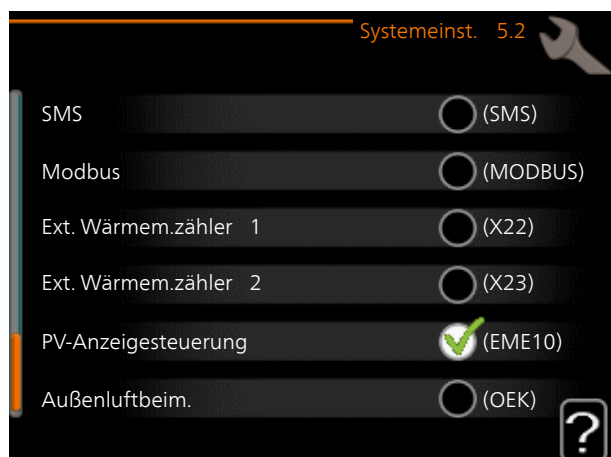 Systemeinst. 5.2
SMS (SMS)
Modbus (MODBUS)
Ext. Wärmem.zähler 1 (X22)
Ext. Wärmem.zähler 2 (X23)
PV-Anzeigesteuerung (EME10)
Außenluftbeim. (OEK)
?